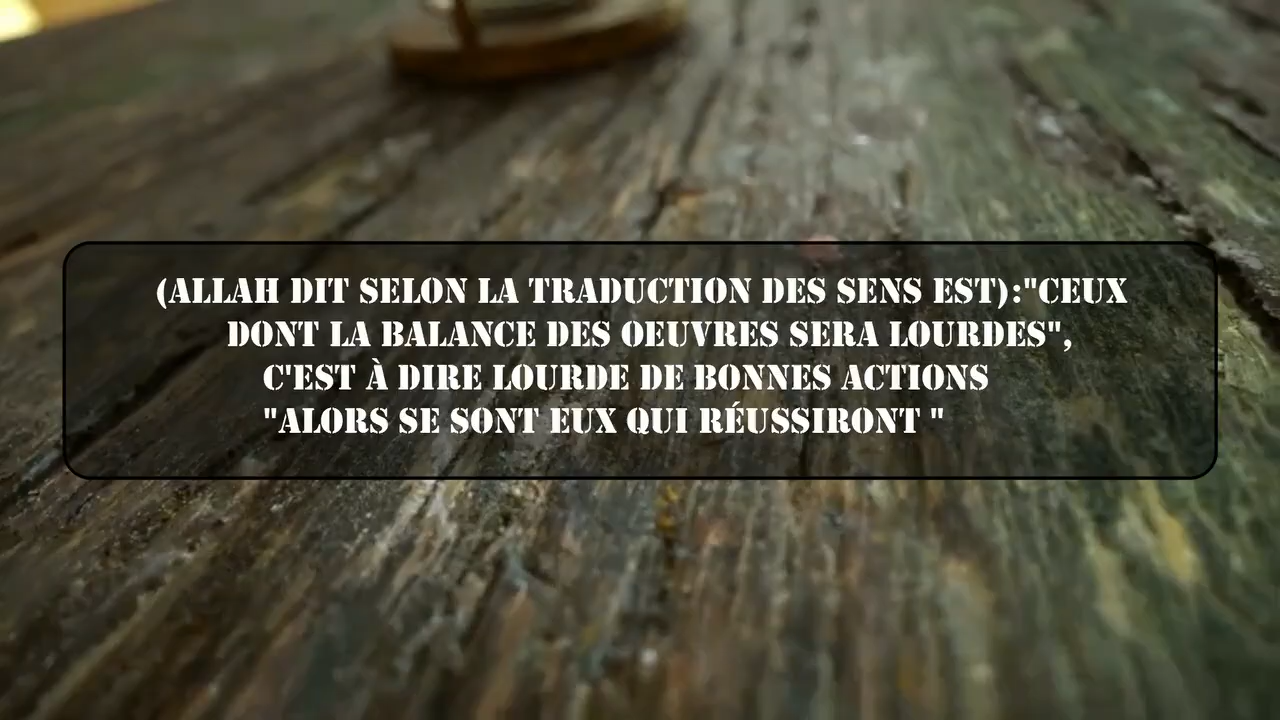 (ALLAH DIT SELON LA TRADUCTION DES SENS EST):"CEUX
DONT LA BALANCE DES OEUVRES SERA LOURDES",
C'EST À DIRE LOURDE DE BONNES ACTIONS
"ALORS SE SONT EUX QUI RÉUSSIRONT "